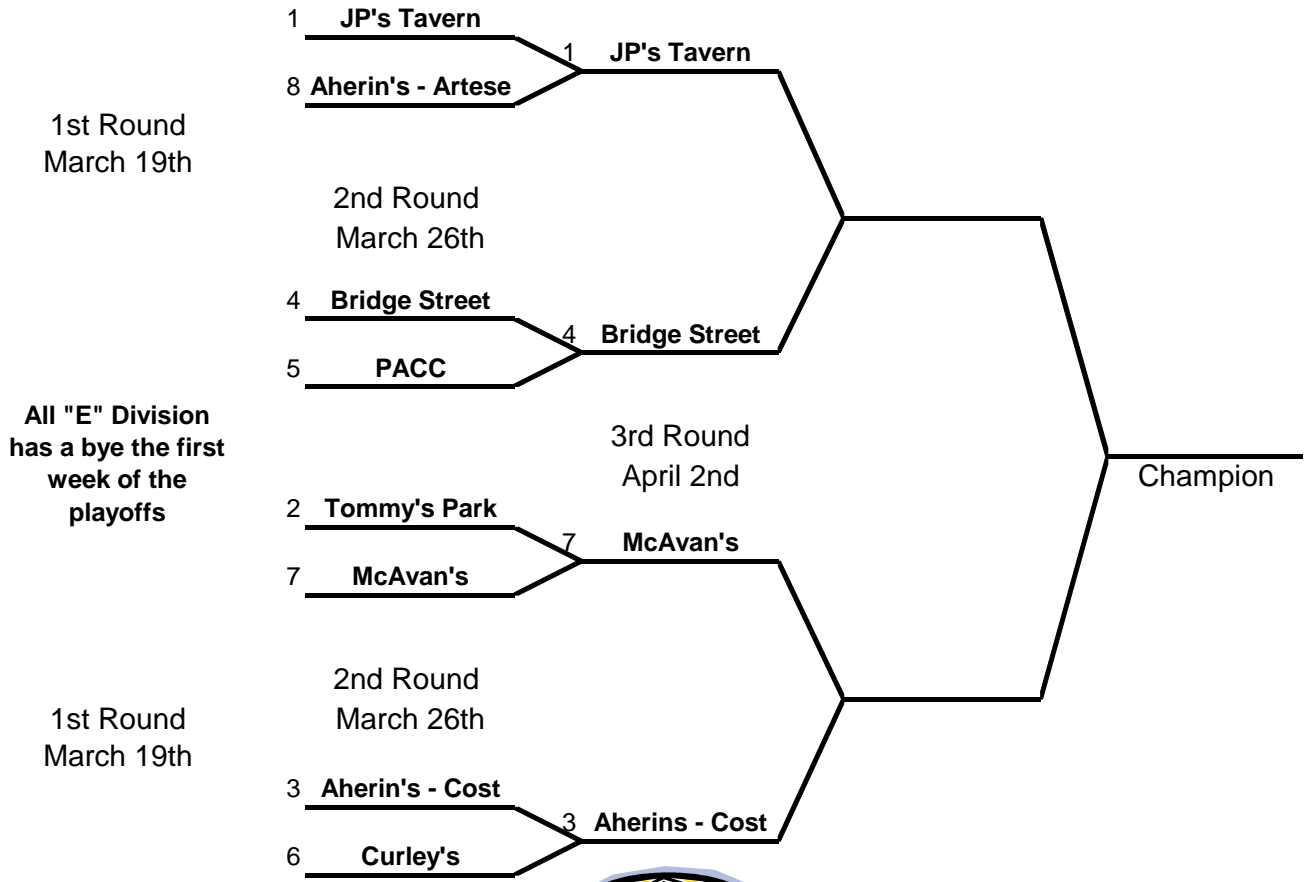 1 JP's Tavern
1 JP's Tavern
8 Aherin's - Artese
1st Round
March 19th
2nd Round
March 26th
4 Bridge Street
4 Bridge Street
5 PACC
All "E" Division
has a bye the first
week of the
playoffs
3rd Round
April 2nd
Champion
2 Tommy's Park
7 McAvan's
7 McAvan's
2nd Round
March 26th
1st Round
March 19th
3 Aherin's - Cost
3 Aherins - Cost
6 Curley's